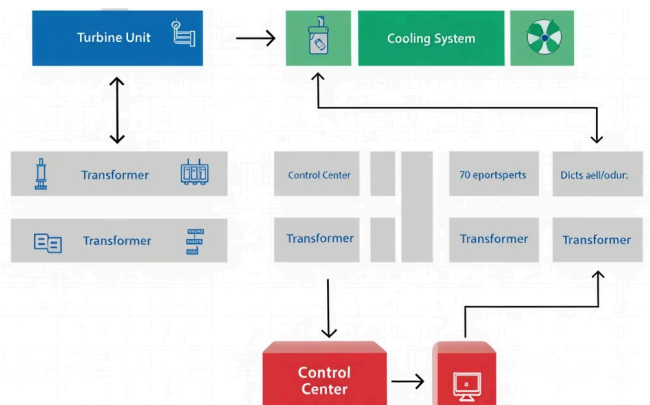 Turbine Unit
Cooling System
Transformer
Control Center
70 eportsperts
Dicts aell/odur:
Transformer
Transformer
Transformer
Transformer
Control
Center